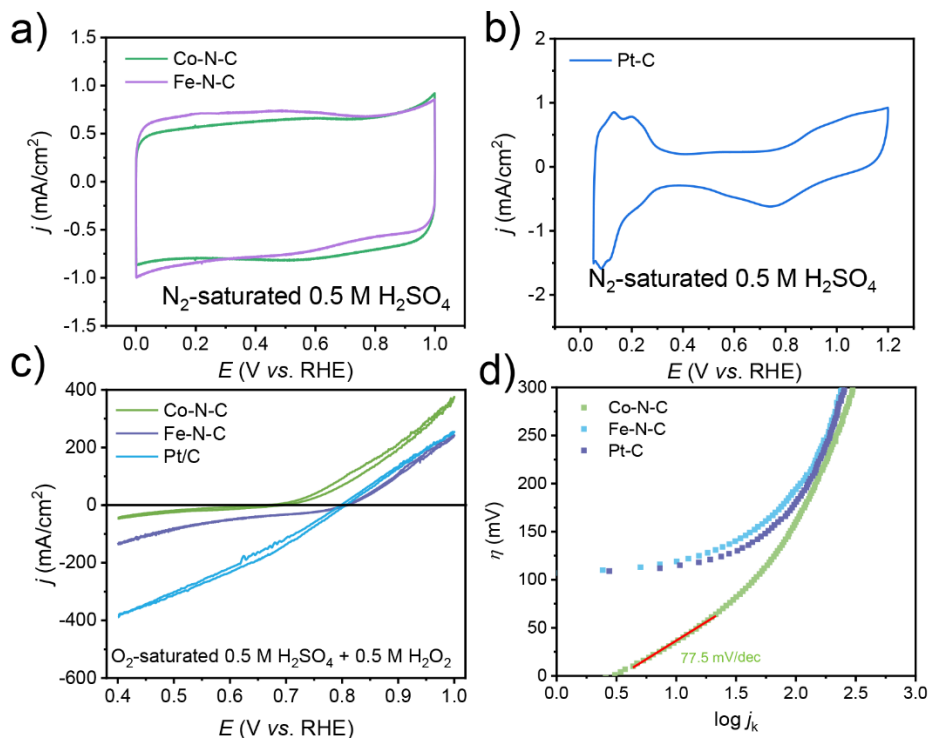 a)
Co-N-C
Fe-N-C
1.5
1.0
0.5
0.0
-0.5
-1.0
-1.5
j (mA/cm²)
N₂-saturated 0.5 M H₂SO₄
0.0 0.2 0.4 0.6 0.8 1.0
E (V vs. RHE)
b)
Pt-C
2
1
0
-1
-2
j (mA/cm²)
N₂-saturated 0.5 M H₂SO₄
0.0 0.2 0.4 0.6 0.8 1.0 1.2
E (V vs. RHE)
c)
Co-N-C
Fe-N-C
Pt/C
400
200
0
-200
-400
-600
j (mA/cm²)
O₂-saturated 0.5 M H₂SO₄ + 0.5 M H₂O₂
0.4 0.5 0.6 0.7 0.8 0.9 1.0
E (V vs. RHE)
d)
Co-N-C
Fe-N-C
Pt-C
300
250
200
150
100
50
0
η (mV)
77.5 mV/dec
0.0 0.5 1.0 1.5 2.0 2.5 3.0
log jₖ